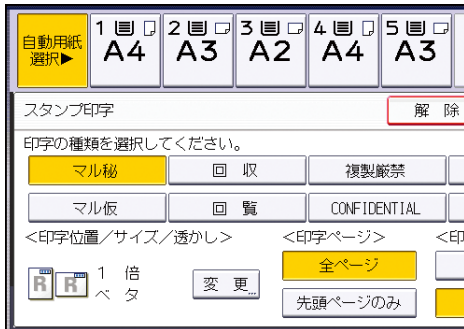 自動用紙
選択▶
1 A4
2 A3
3 A2
4 A4
5 A3
スタンプ印字
解 除
印字の種類を選択してください。
マル秘 回 収 複製厳禁
マル仮 回 覧 CONFIDENTIAL
<印字位置/サイズ/透かし> <印字ページ> <印
R R 1 倍 全ページ
ベ タ 変 更... 先頭ページのみ